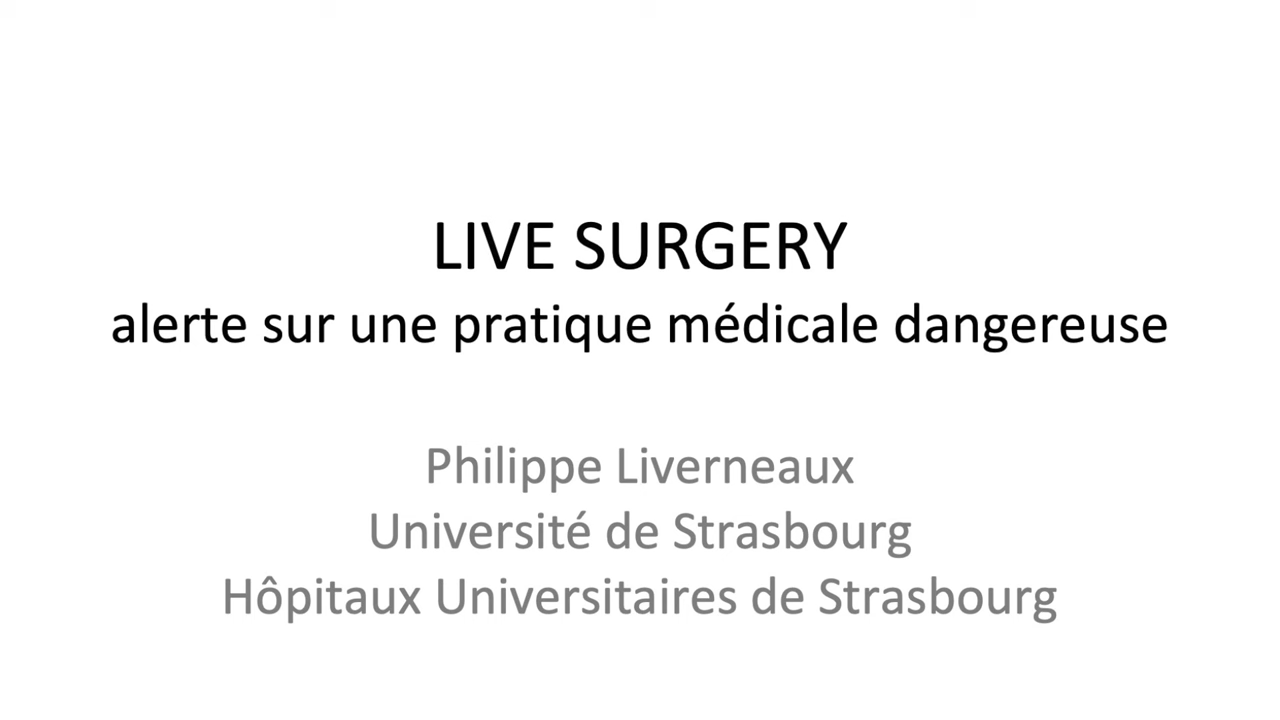 LIVE SURGERY
alerte sur une pratique médicale dangereuse
Philippe Liverneaux
Université de Strasbourg
Hôpitaux Universitaires de Strasbourg